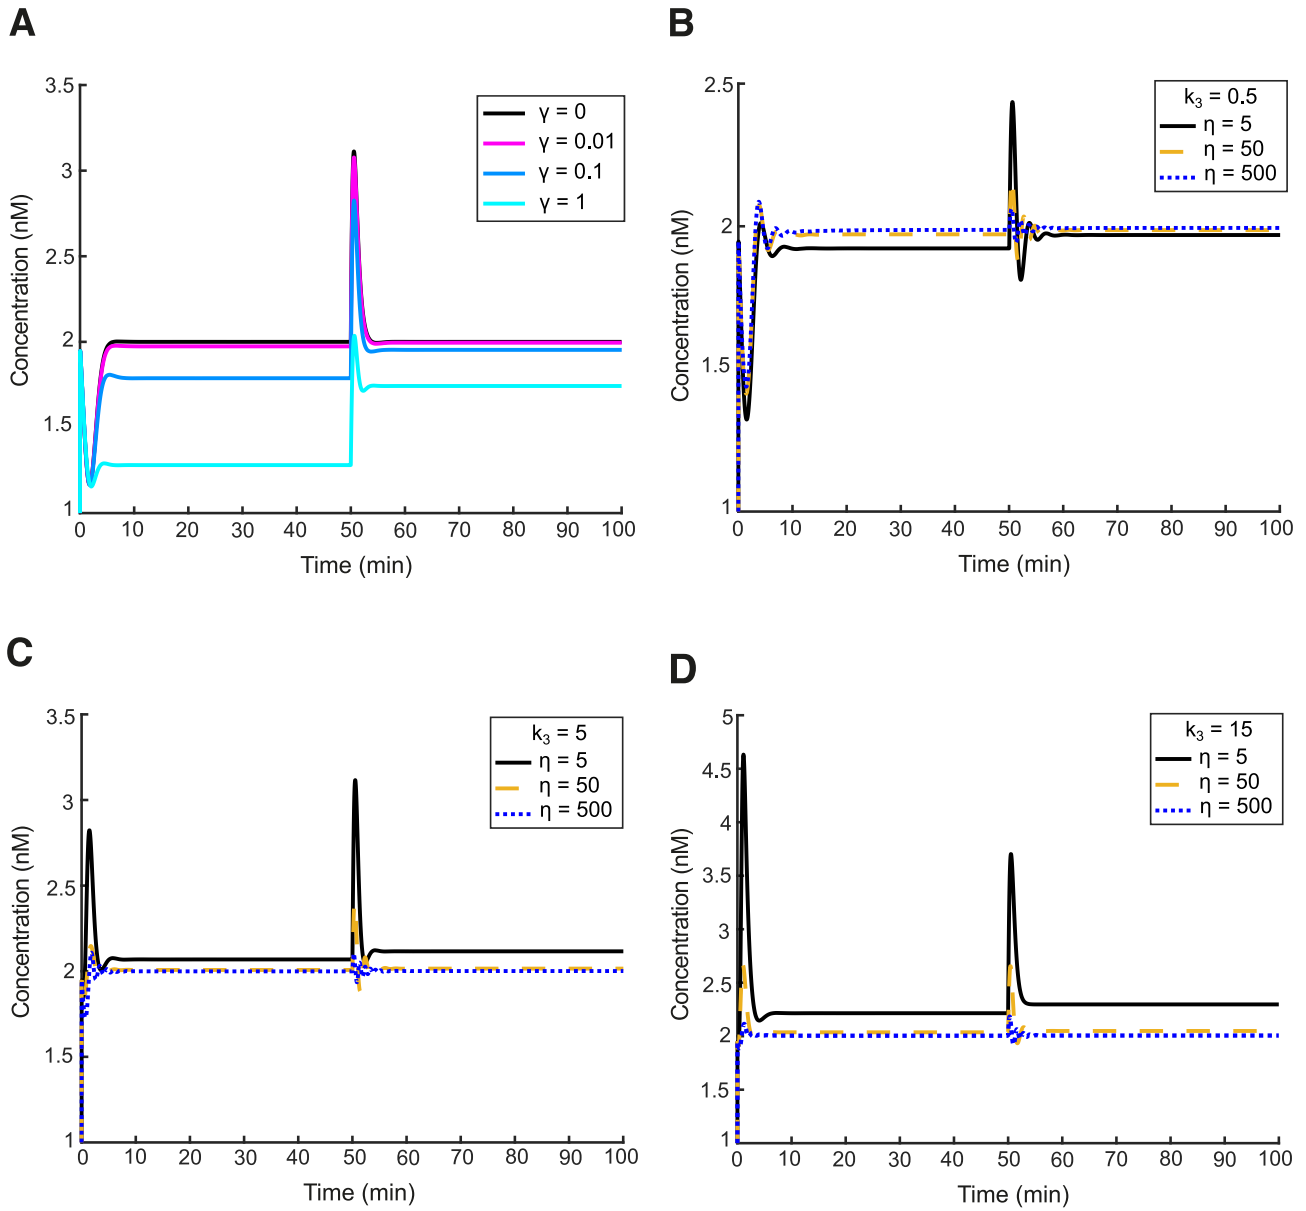 A
Concentration (nM)
3.5
3
2.5
2
1.5
1
0 10 20 30 40 50 60 70 80 90 100
Time (min)
γ = 0
γ = 0.01
γ = 0.1
γ = 1
B
Concentration (nM)
2.5
2
1.5
1
0 10 20 30 40 50 60 70 80 90 100
Time (min)
k3 = 0.5
η = 5
η = 50
η = 500
C
Concentration (nM)
3.5
3
2.5
2
1.5
1
0 10 20 30 40 50 60 70 80 90 100
Time (min)
k3 = 5
η = 5
η = 50
η = 500
D
Concentration (nM)
5
4.5
4
3.5
3
2.5
2
1.5
1
0 10 20 30 40 50 60 70 80 90 100
Time (min)
k3 = 15
η = 5
η = 50
η = 500